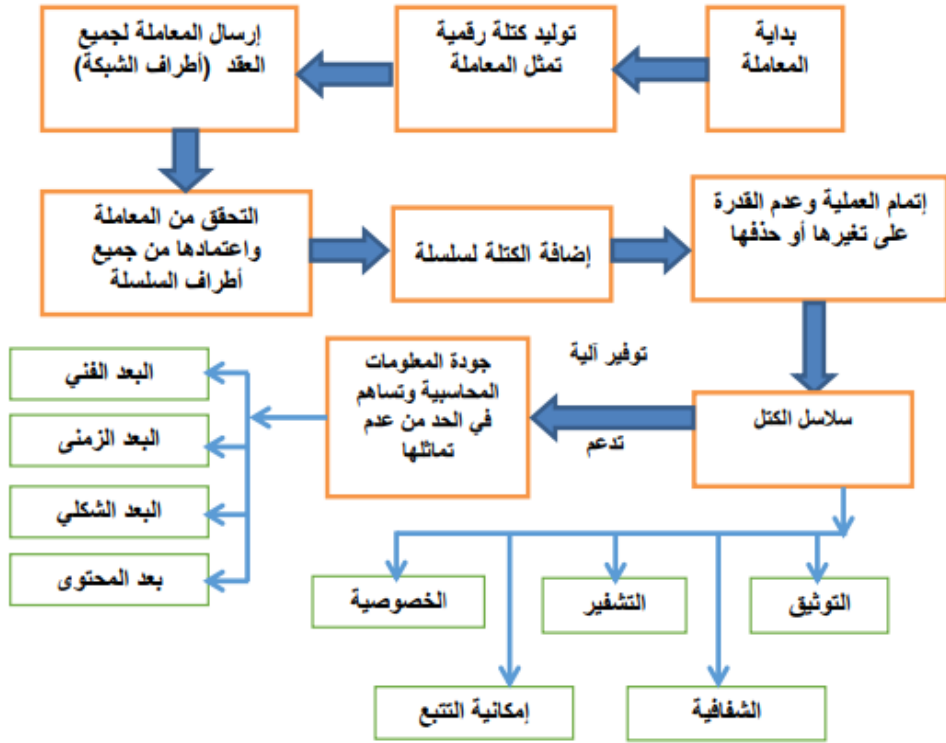 بداية
المعاملة
توليد كتلة رقمية
تمثل المعاملة
إرسال المعاملة لجميع
العقد (أطراف الشبكة)
التحقق من المعاملة
واعتمادها من جميع
أطراف السلسلة
إضافة الكتلة لسلسلة
إتمام العملية وعدم القدرة
على تغيرها أو حذفها
سلاسل الكتل
توفير آلية
تدعم
جودة المعلومات
المحاسبية وتساهم
في الحد من عدم
تماثلها
البعد الفني
البعد الزمنى
البعد الشكلي
بعد المحتوى
التوثيق
التشفير
الخصوصية
الشفافية
إمكانية التتبع